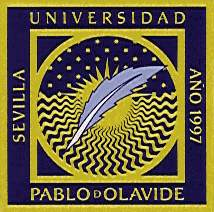 UNIVERSIDAD
SEVILLA
AÑO 1997
PABLO D OLAVIDE